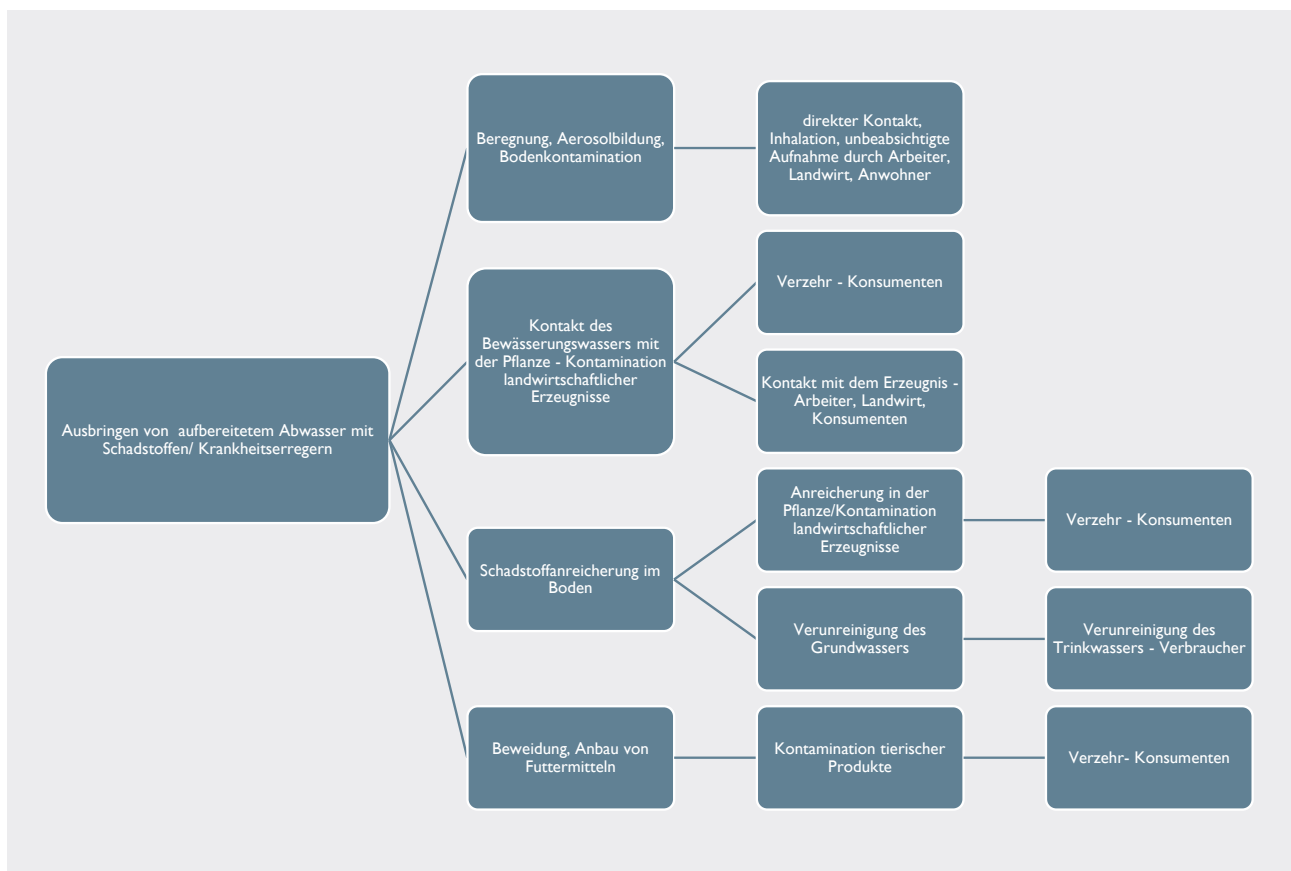 Ausbringen von aufbereitetem Abwasser mit
Schadstoffen/ Krankheitserregern
Beregnung, Aerosolbildung,
Bodenkontamination
direkter Kontakt,
Inhalation, unbeabsichtigte
Aufnahme durch Arbeiter,
Landwirt, Anwohner
Kontakt des
Bewässerungswassers mit
der Pflanze - Kontamination
landwirtschaftlicher
Erzeugnisse
Verzehr - Konsumenten
Kontakt mit dem Erzeugnis -
Arbeiter, Landwirt,
Konsumenten
Schadstoffanreicherung im
Boden
Anreicherung in der
Pflanze/Kontamination
landwirtschaftlicher
Erzeugnisse
Verzehr - Konsumenten
Verunreinigung des
Grundwassers
Verunreinigung des
Trinkwassers - Verbraucher
Beweidung, Anbau von
Futtermitteln
Kontamination tierischer
Produkte
Verzehr- Konsumenten